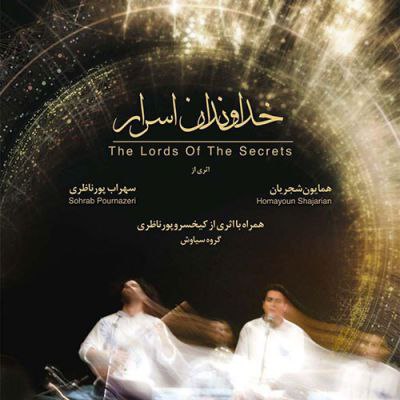 خداوندان اسرار
The Lords Of The Secrets
اثری از
همایون شجریان
Homayoun Shajarian
سهراب پورناظری
Sohrab Pournazeri
همراه با اثری از کیخسرو پورناظری
گروه سیاوش